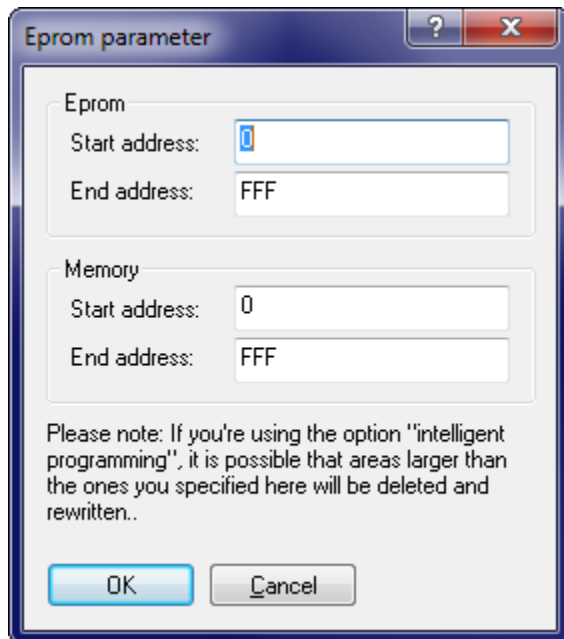 Eprom parameter
?
X
Eprom
Start address:
0
End address:
FFF
Memory
Start address:
0
End address:
FFF
Please note: If you're using the option "intelligent
programming", it is possible that areas larger than
the ones you specified here will be deleted and
rewritten..
OK
Cancel